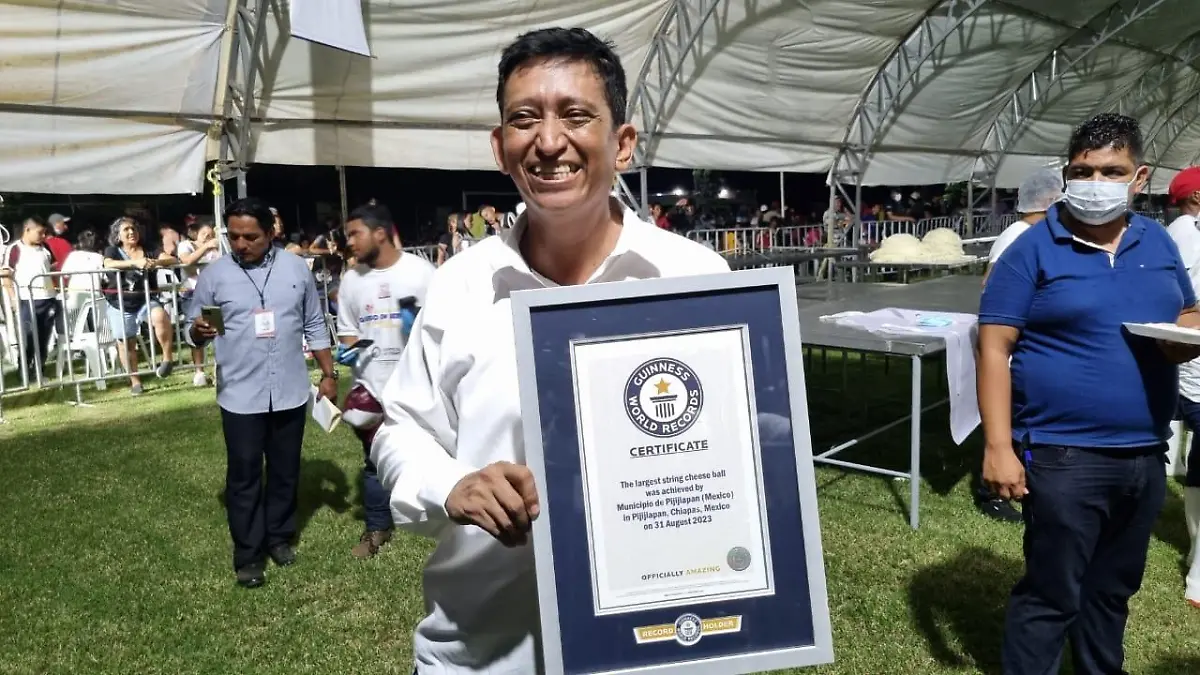 GUINNESS
WORLD RECORDS
CERTIFICATE
The largest string cheese ball
was achieved by
Municipio de Pijijiapan (Mexico)
in Pijijiapan, Chiapas, Mexico
on 31 August 2023
OFFICIALLY AMAZING
RECORD HOLDER